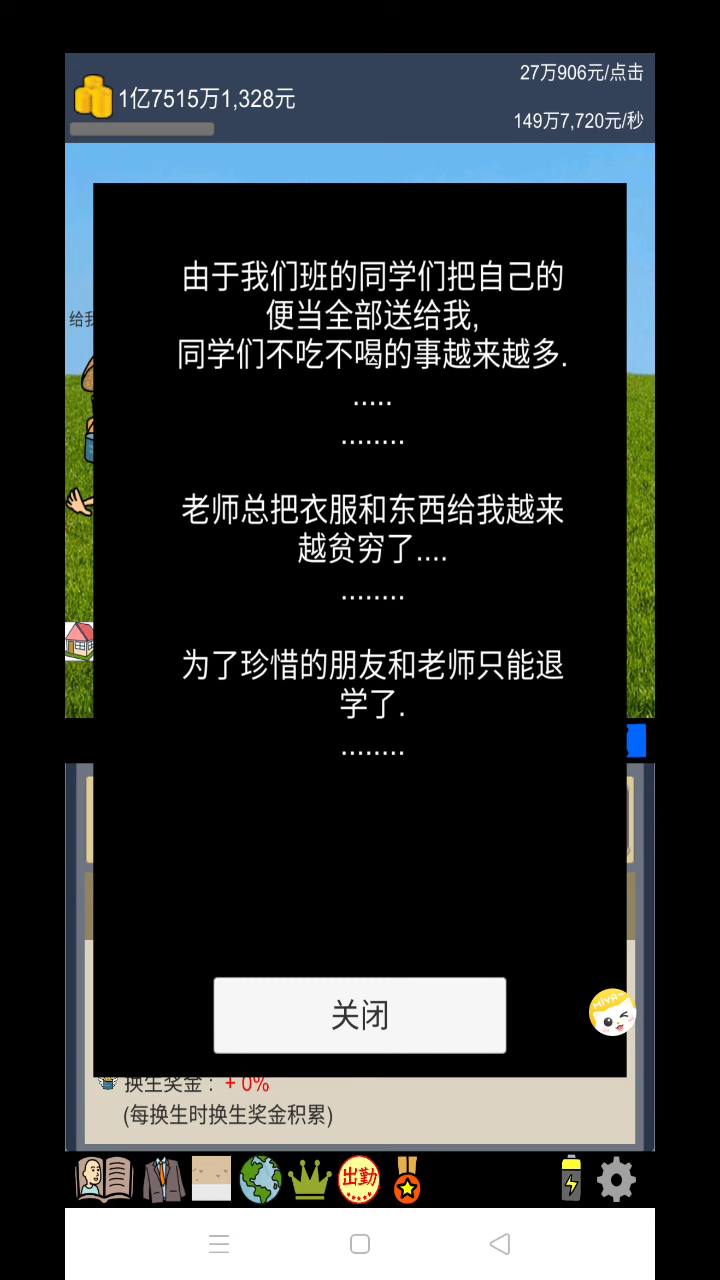 1亿7515万1,328元
27万906元/点击
149万7,720元/秒
给我
由于我们班的同学们把自己的
便当全部送给我,
同学们不吃不喝的事越来越多.
.....
........
老师总把衣服和东西给我越来
越贫穷了....
........
为了珍惜的朋友和老师只能退
学了.
........
关闭
MIYA~
换生奖金 : + 0%
(每换生时换生奖金积累)
出勤